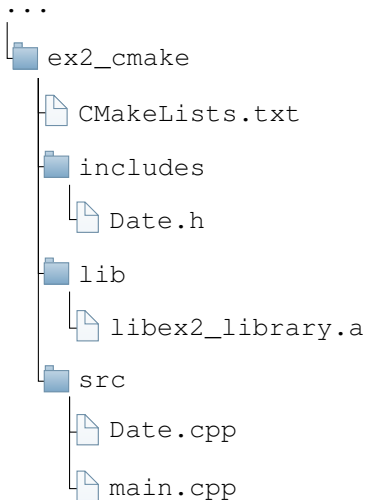 ...
ex2_cmake
CMakeLists.txt
includes
Date.h
lib
libex2_library.a
src
Date.cpp
main.cpp